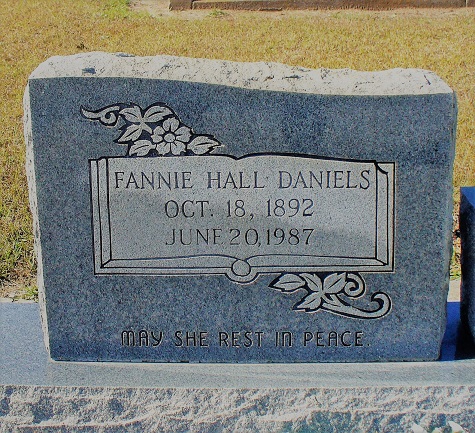 FANNIE HALL DANIELS
OCT. 18, 1892
JUNE 20, 1987
MAY SHE REST IN PEACE.